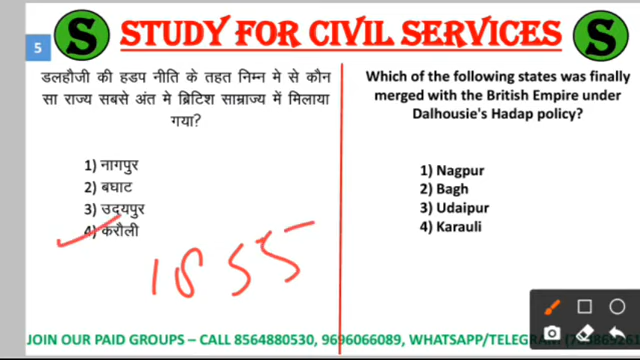 5
S STUDY FOR CIVIL SERVICES S
डलहौजी की हडप नीति के तहत निम्न मे से कौन
सा राज्य सबसे अंत मे ब्रिटिश साम्राज्य में मिलाया
गया?
1) नागपुर
2) बघाट
3) उदयपुर
4) करौली
1855
Which of the following states was finally
merged with the British Empire under
Dalhousie's Hadap policy?
1) Nagpur
2) Bagh
3) Udaipur
4) Karauli
JOIN OUR PAID GROUPS – CALL 8564880530, 9696066089, WHATSAPP/TELEGRAM